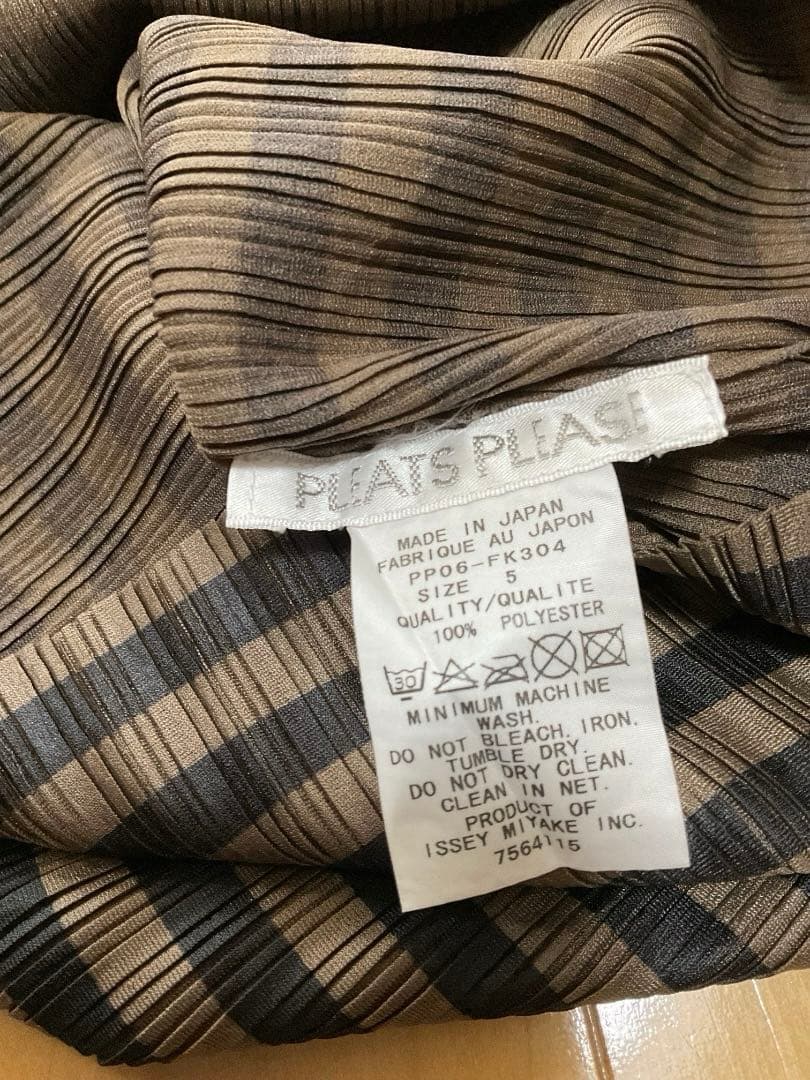 PLEATS PLEASE
MADE IN JAPAN
FABRIQUE AU JAPON
PP06-FK304
SIZE 5
QUALITY/QUALITE
100% POLYESTER
30
MINIMUM MACHINE
WASH.
DO NOT BLEACH. IRON.
TUMBLE DRY.
DO NOT DRY CLEAN.
CLEAN IN NET.
PRODUCT OF
ISSEY MIYAKE INC.
7564115